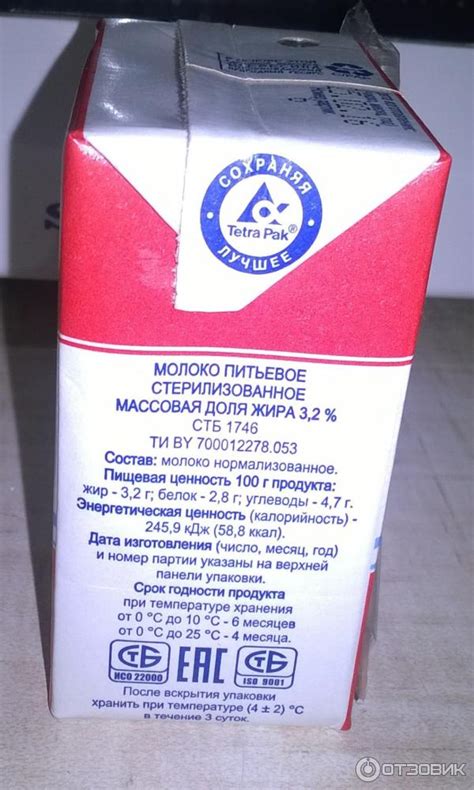 СОХРАНЯЯ
Tetra Pak®
ЛУЧШЕЕ
МОЛОКО ПИТЬЕВОЕ
СТЕРИЛИЗОВАННОЕ
МАССОВАЯ ДОЛЯ ЖИРА 3,2 %
СТБ 1746
ТИ BY 700012278.053
Состав: молоко нормализованное.
Пищевая ценность 100 г продукта:
жир - 3,2 г; белок - 2,8 г; углеводы - 4,7 г.
Энергетическая ценность (калорийность) -
245,9 кДж (58,8 ккал).
Дата изготовления (число, месяц, год)
и номер партии указаны на верхней
панели упаковки.
Срок годности продукта
при температуре хранения
от 0 °С до 10 °С - 6 месяцев
от 0 °С до 25 °С - 4 месяца.
СТБ ЕАС СТБ
ИСО 22000 ISO 9001
После вскрытия упаковки
хранить при температуре (4 ± 2) °С
в течение 3 суток.
ОТЗОВИК